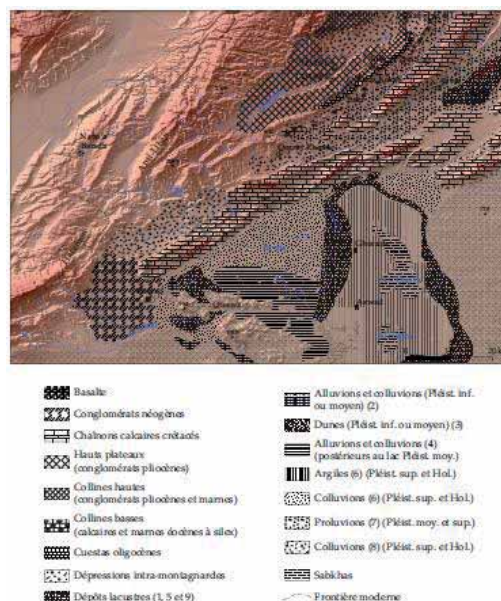 Basalte
Conglomérats néogènes
Chaînons calcaires crétacés
Hauts plateaux
(conglomérats pliocènes)
Collines hautes
(conglomérats pliocènes et marnes)
Collines basses
(calcaires et marnes éocènes à silex)
Cuestas oligocènes
Dépressions intra-montagnardes
Dépôts lacustres (1, 5 et 9)
Alluvions et colluvions (Pléist. inf.
ou moyen) (2)
Dunes (Pléist. inf. ou moyen) (3)
Alluvions et colluvions (4)
(postérieurs au lac Pléist. moy.)
Argiles (6) (Pléist. sup. et Hol.)
Colluvions (6) (Pléist. sup. et Hol.)
Proluvions (7) (Pléist. moy. et sup.)
Colluvions (8) (Pléist. sup. et Hol.)
Sabkhas
Frontière moderne